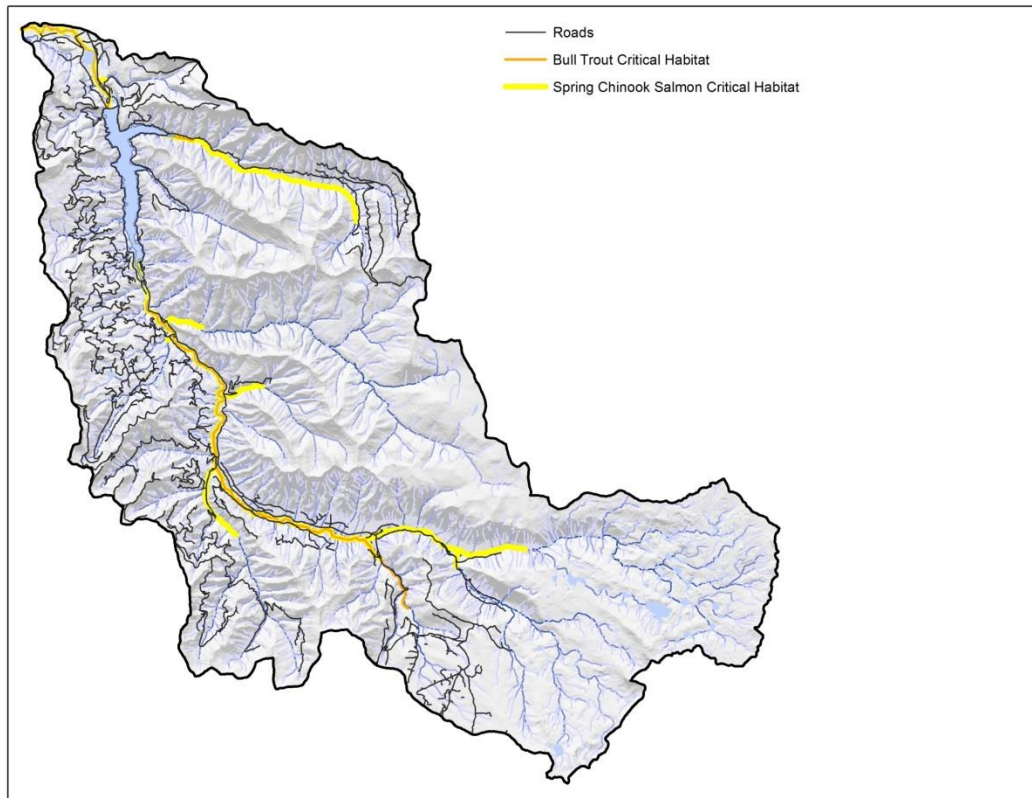 Roads
Bull Trout Critical Habitat
Spring Chinook Salmon Critical Habitat